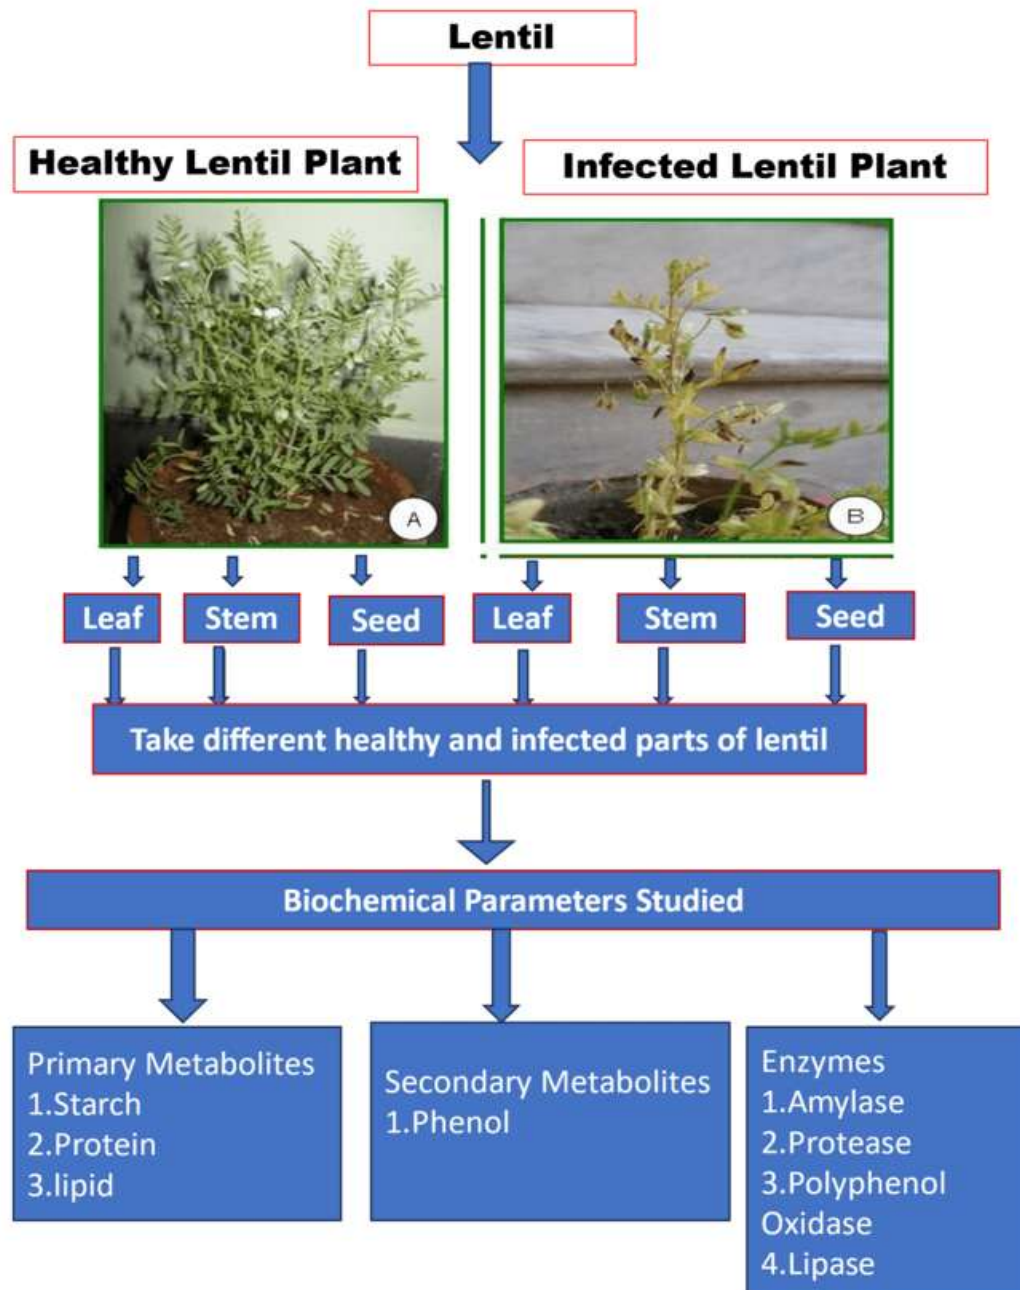 Lentil
Healthy Lentil Plant
Infected Lentil Plant
A
B
Leaf
Stem
Seed
Leaf
Stem
Seed
Take different healthy and infected parts of lentil
Biochemical Parameters Studied
Primary Metabolites
1.Starch
2.Protein
3.lipid
Secondary Metabolites
1.Phenol
Enzymes
1.Amylase
2.Protease
3.Polyphenol
Oxidase
4.Lipase